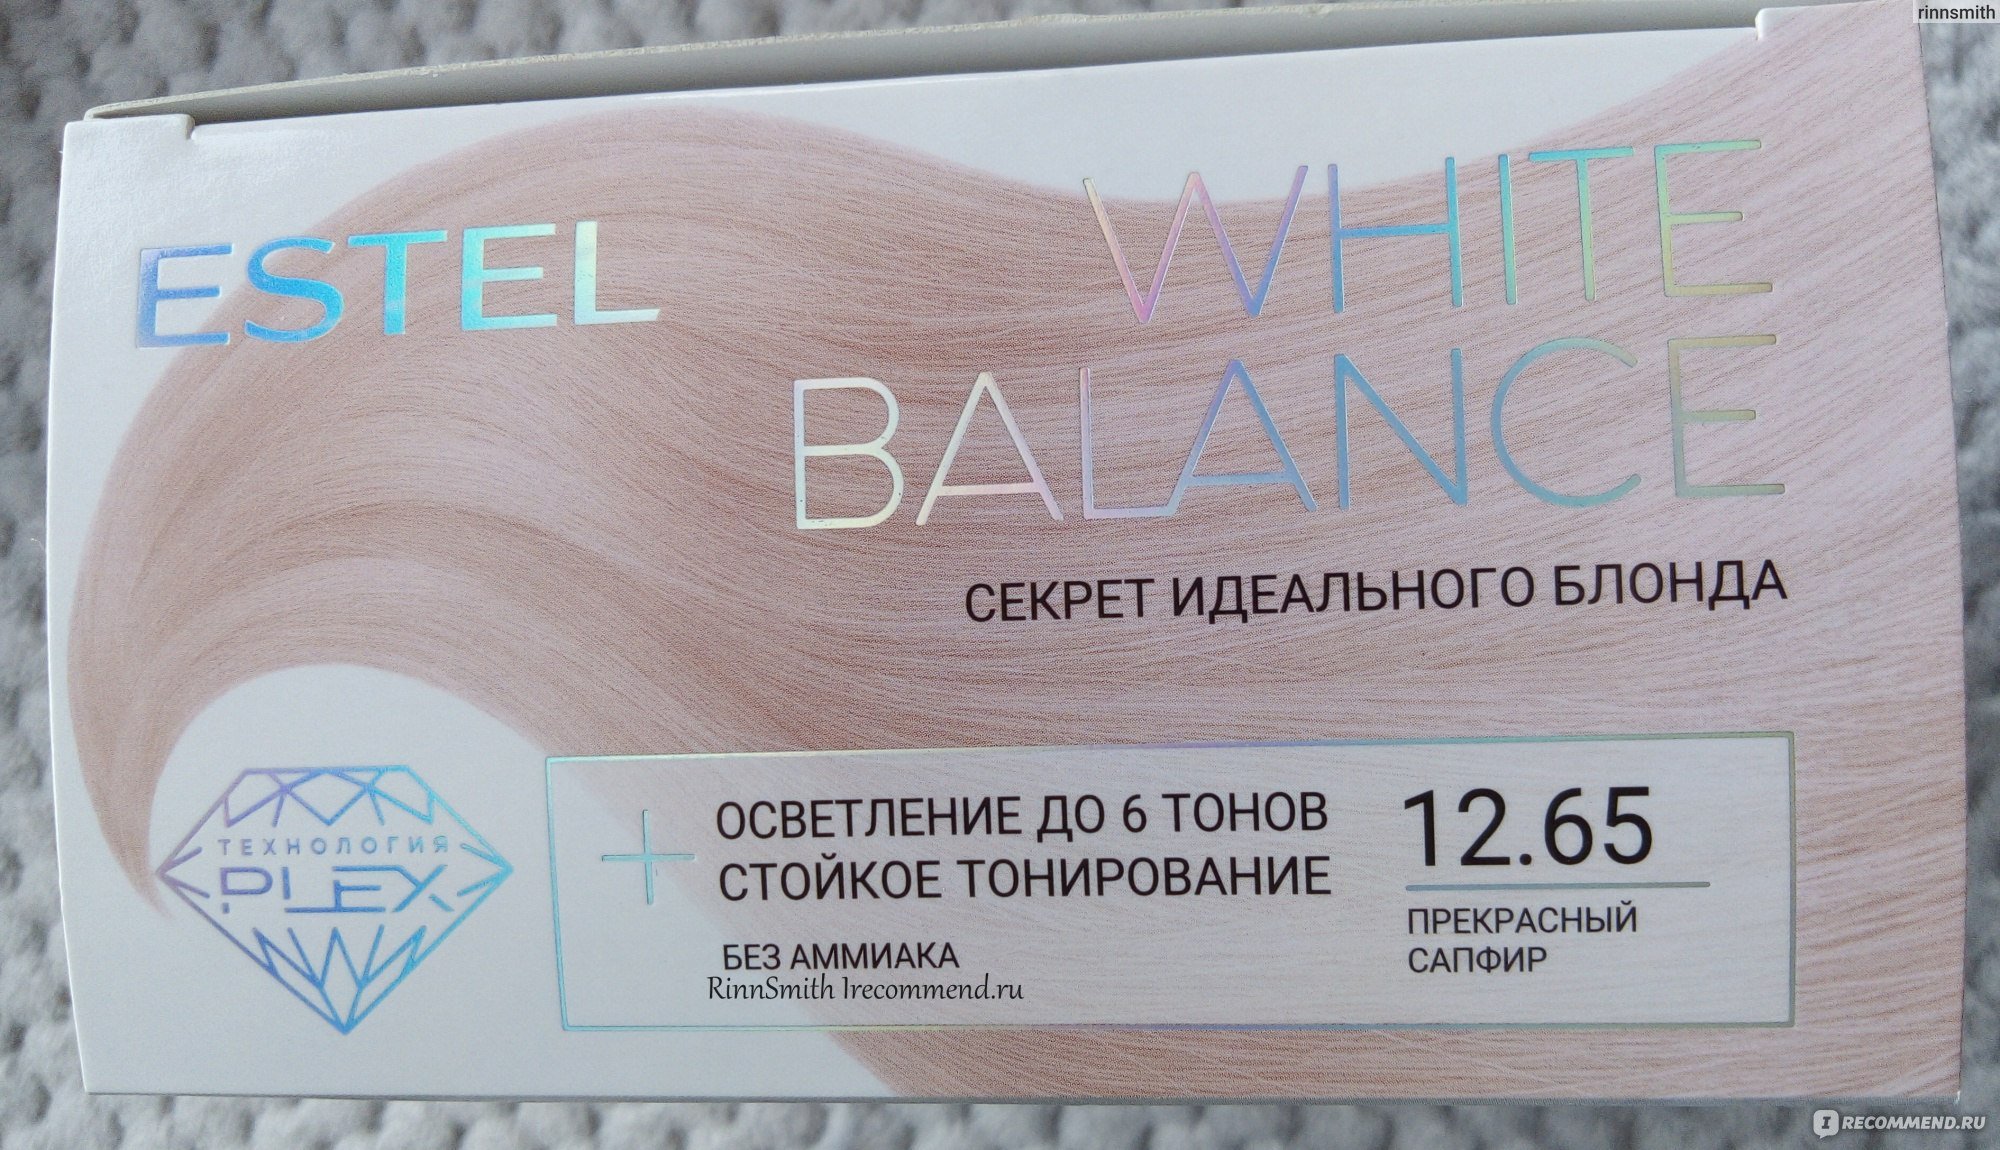 rinnsmith
ESTEL
WHITE
BALANCE
СЕКРЕТ ИДЕАЛЬНОГО БЛОНДА
ТЕХНОЛОГИЯ
PLEX
ОСВЕТЛЕНИЕ ДО 6 ТОНОВ
СТОЙКОЕ ТОНИРОВАНИЕ
БЕЗ АММИАКА
12.65
ПРЕКРАСНЫЙ
САПФИР
RinnSmith Irecommend.ru
I RECOMMEND.RU